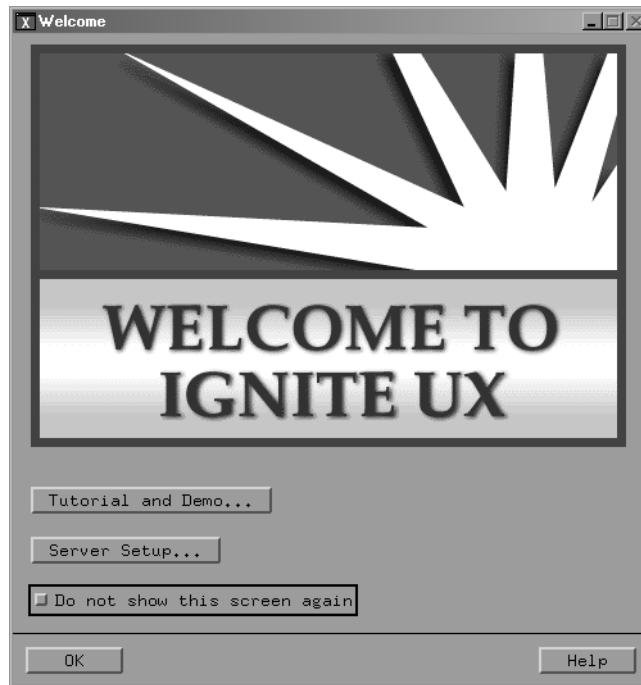 Welcome
WELCOME TO
IGNITE UX
Tutorial and Demo...
Server Setup...
Do not show this screen again
OK
Help